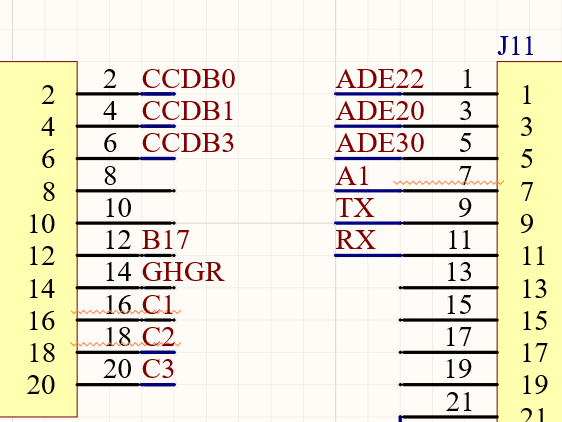 J11
2 2 CCDB0 ADE22 1 1
4 4 CCDB1 ADE20 3 3
6 6 CCDB3 ADE30 5 5
8 8 A1 7 7
10 10 TX 9 9
12 12 B17 RX 11 11
14 14 GHGR 13 13
16 16 C1 15 15
18 18 C2 17 17
20 20 C3 19 19
21 21